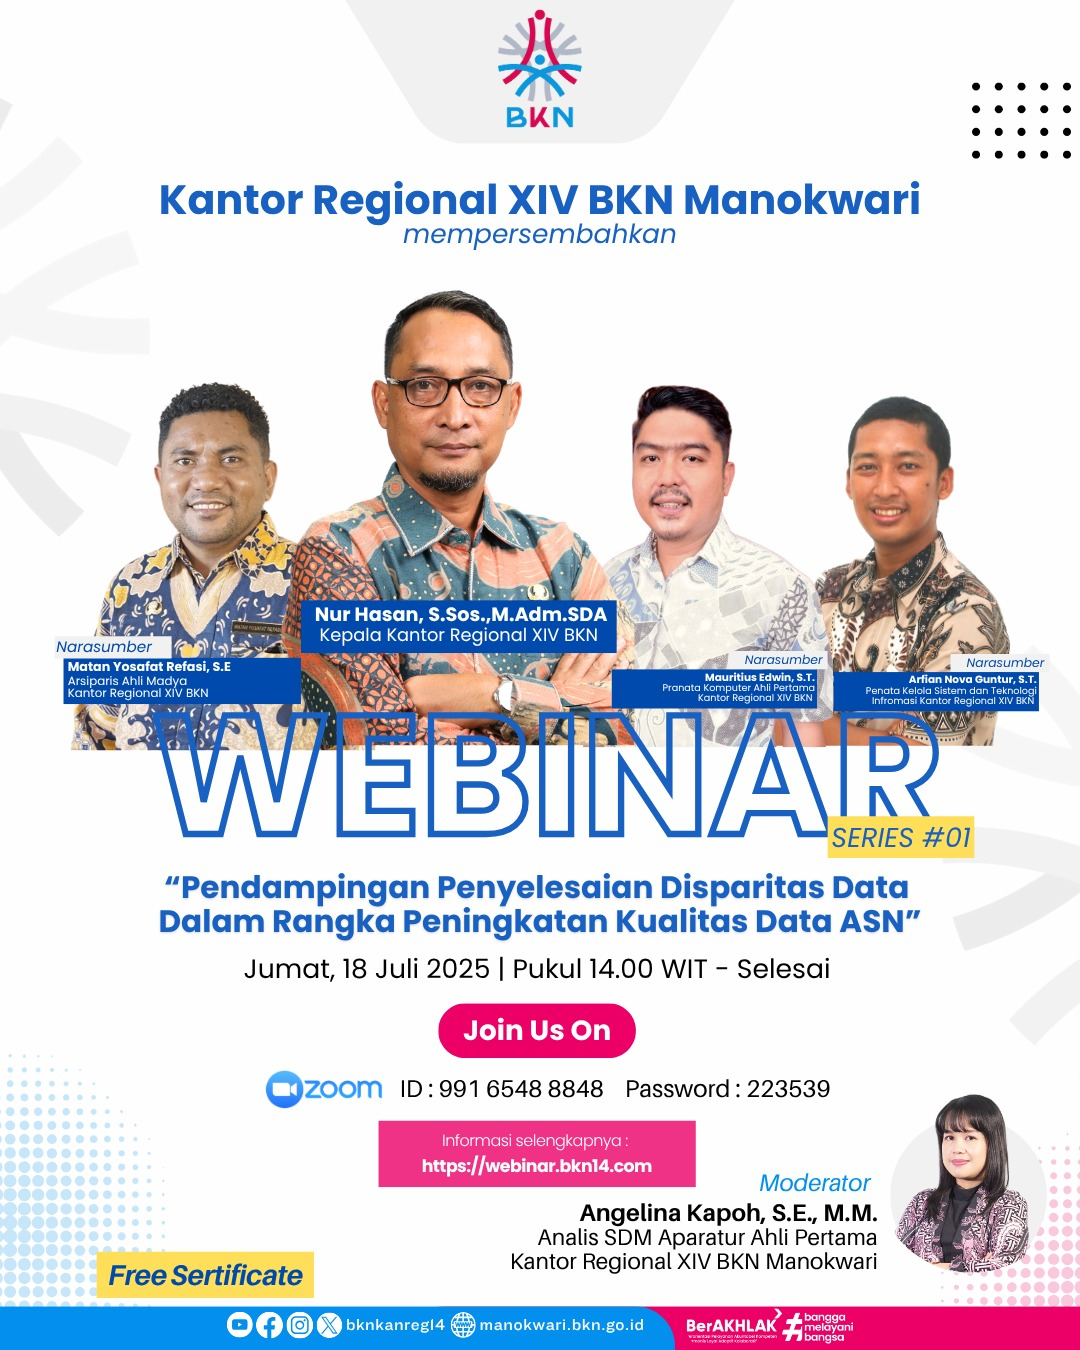 BKN
Kantor Regional XIV BKN Manokwari
mempersembahkan
Nur Hasan, S.Sos.,M.Adm.SDA
Kepala Kantor Regional XIV BKN
Narasumber
Matan Yosafat Refasi, S.E
Arsiparis Ahli Madya
Kantor Regional XIV BKN
Narasumber
Mauritius Edwin, S.T.
Pranata Komputer Ahli Pertama
Kantor Regional XIV BKN
Narasumber
Arfian Nova Guntur, S.T.
Penata Kelola Sistem dan Teknologi
Infromasi Kantor Regional XIV BKN
WEBINAR
SERIES #01
“Pendampingan Penyelesaian Disparitas Data
Dalam Rangka Peningkatan Kualitas Data ASN”
Jumat, 18 Juli 2025 | Pukul 14.00 WIT - Selesai
Join Us On
zoom ID : 991 6548 8848 Password : 223539
Informasi selengkapnya :
https://webinar.bkn14.com
Moderator
Angelina Kapoh, S.E., M.M.
Analis SDM Aparatur Ahli Pertama
Kantor Regional XIV BKN Manokwari
Free Sertificate
bknkanreg14 manokwari.bkn.go.id
BerAKHLAK
# bangga
melayani
bangsa